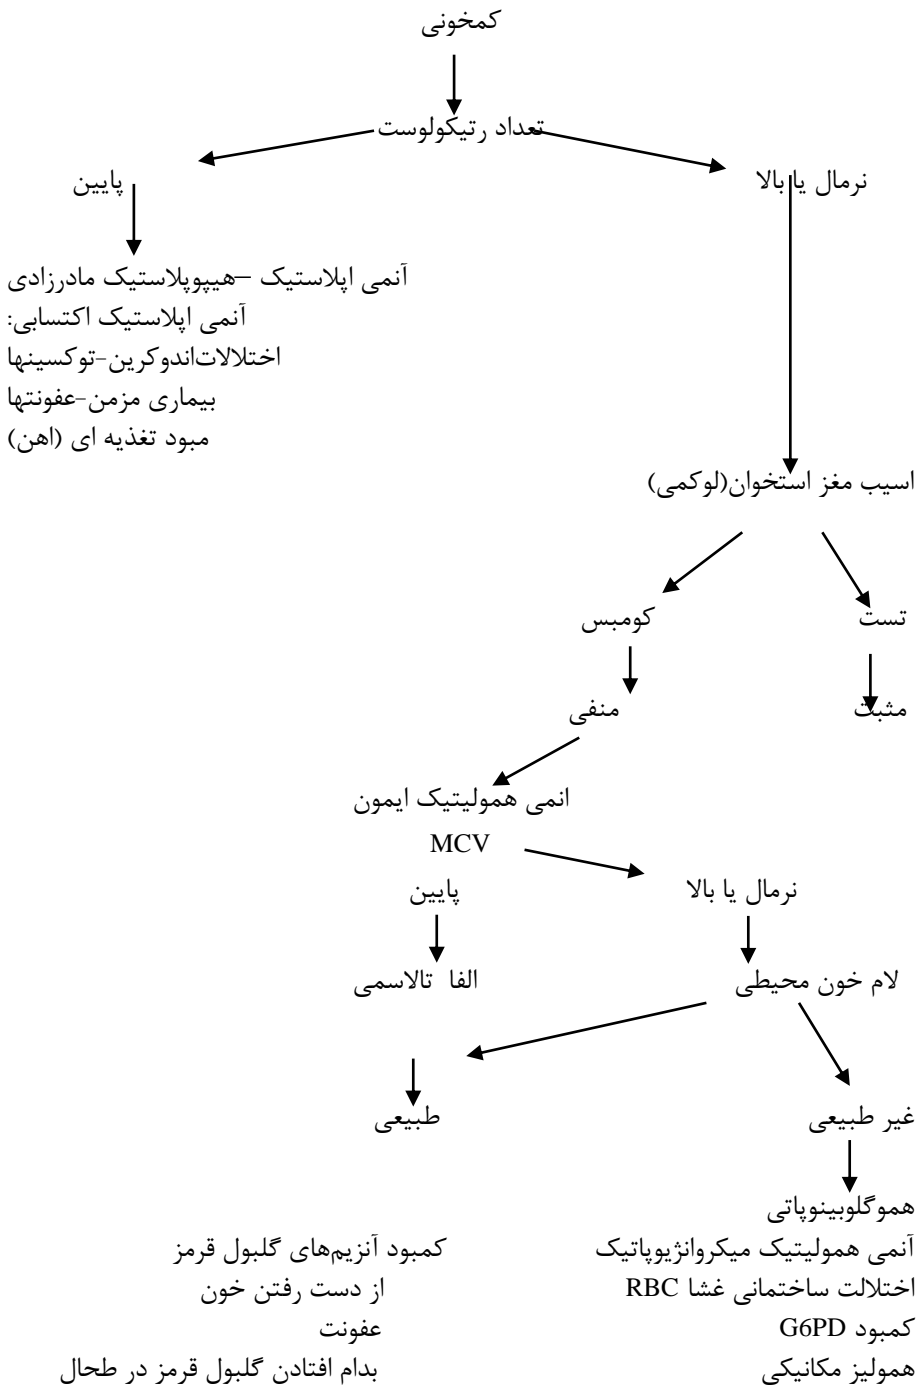 کمخونی
تعداد رتیکولوست
نرمال یا بالا
پایین
آنمی اپلاستیک –هیپوپلاستیک مادرزادی
آنمی اپلاستیک اکتسابی:
اختلالات‌اندوکرین-توکسینها
بیماری مزمن-عفونتها
مبود تغذیه ای (اهن)
اسیب مغز استخوان(لوکمی)
تست
کومبس
مثبت
منفی
انمی همولیتیک ایمون
MCV
نرمال یا بالا
پایین
لام خون محیطی
الفا تالاسمی
غیر طبیعی
طبیعی
هموگلوبینوپاتی
آنمی همولیتیک میکروانژیوپاتیک
اختلالت ساختمانی غشا RBC
کمبود G6PD
همولیز مکانیکی
کمبود آنزیم‌های گلبول قرمز
از دست رفتن خون
عفونت
بدام افتادن گلبول قرمز در طحال